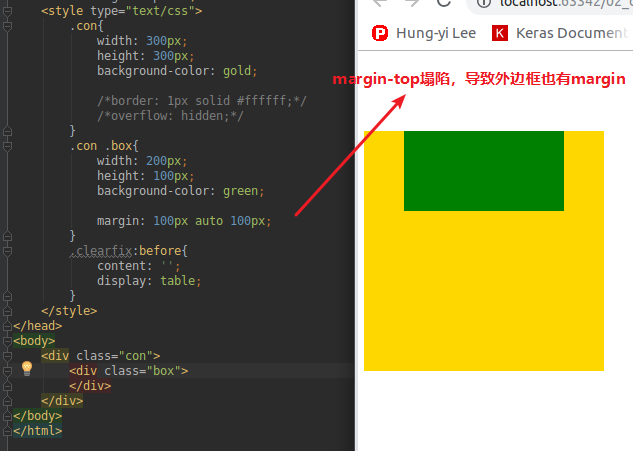 <style type="text/css">
.con{
width: 300px;
height: 300px;
background-color: gold;
/*border: 1px solid #ffffff;*/
/*overflow: hidden;*/
}
.con .box{
width: 200px;
height: 100px;
background-color: green;
margin: 100px auto 100px;
}
.clearfix:before{
content: '';
display: table;
}
</style>
</head>
<body>
<div class="con">
<div class="box">
</div>
</div>
</body>
</html>
localhost:63342/02_
Hung-yi Lee
Keras Document
margin-top塌陷，导致外边框也有margin